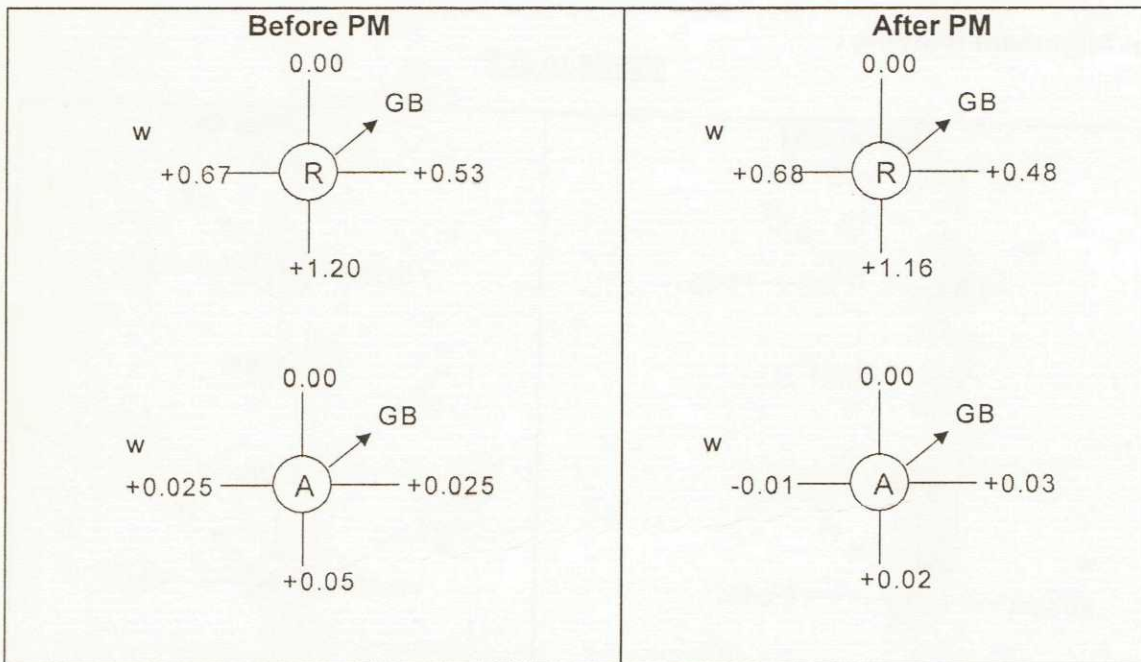 Before PM
0.00
GB
w
+0.67
R
+0.53
+1.20
0.00
GB
w
+0.025
A
+0.025
+0.05
After PM
0.00
GB
w
+0.68
R
+0.48
+1.16
0.00
GB
w
-0.01
A
+0.03
+0.02